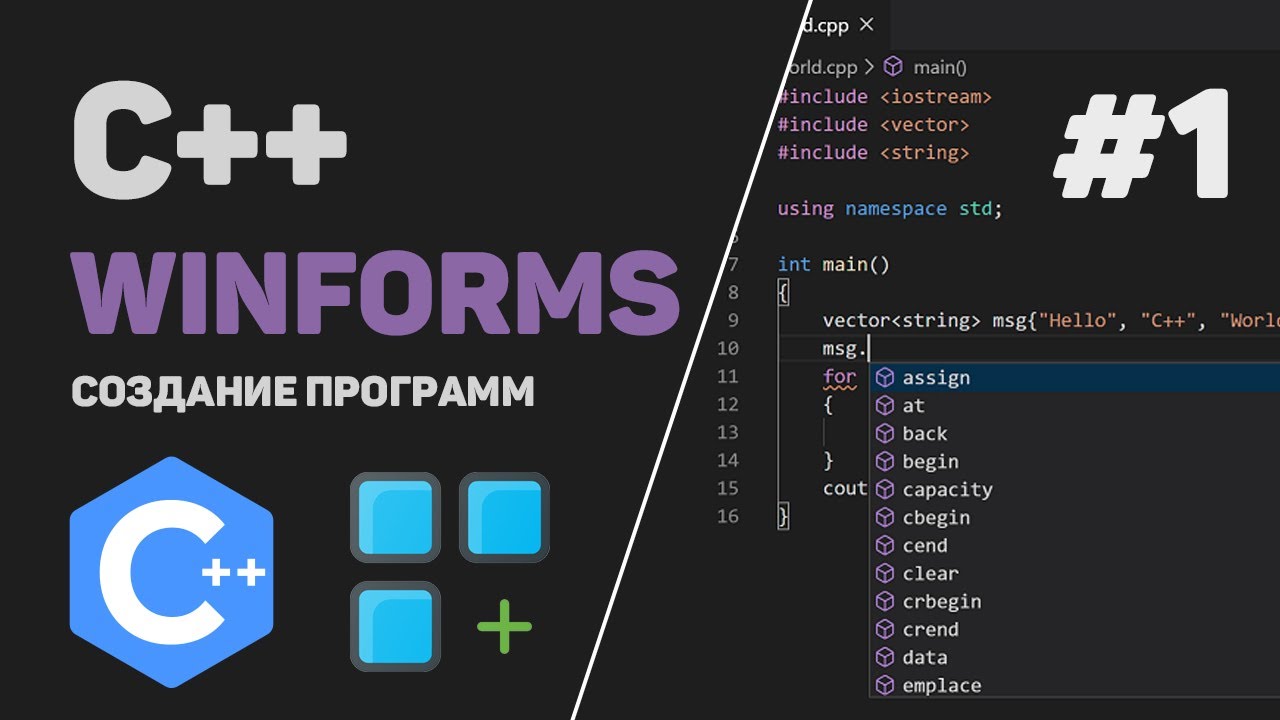 C++
WINFORMS
СОЗДАНИЕ ПРОГРАММ
C++
#1
d.cpp ×
orld.cpp > main()
#include <iostream>
#include <vector>
#include <string>
using namespace std;
6
7 int main()
8 {
9 vector<string> msg{"Hello", "C++", "World
10 msg.
11 for
12 {
13
14 }
15 cout
16 }
assign
at
back
begin
capacity
cbegin
cend
clear
crbegin
crend
data
emplace